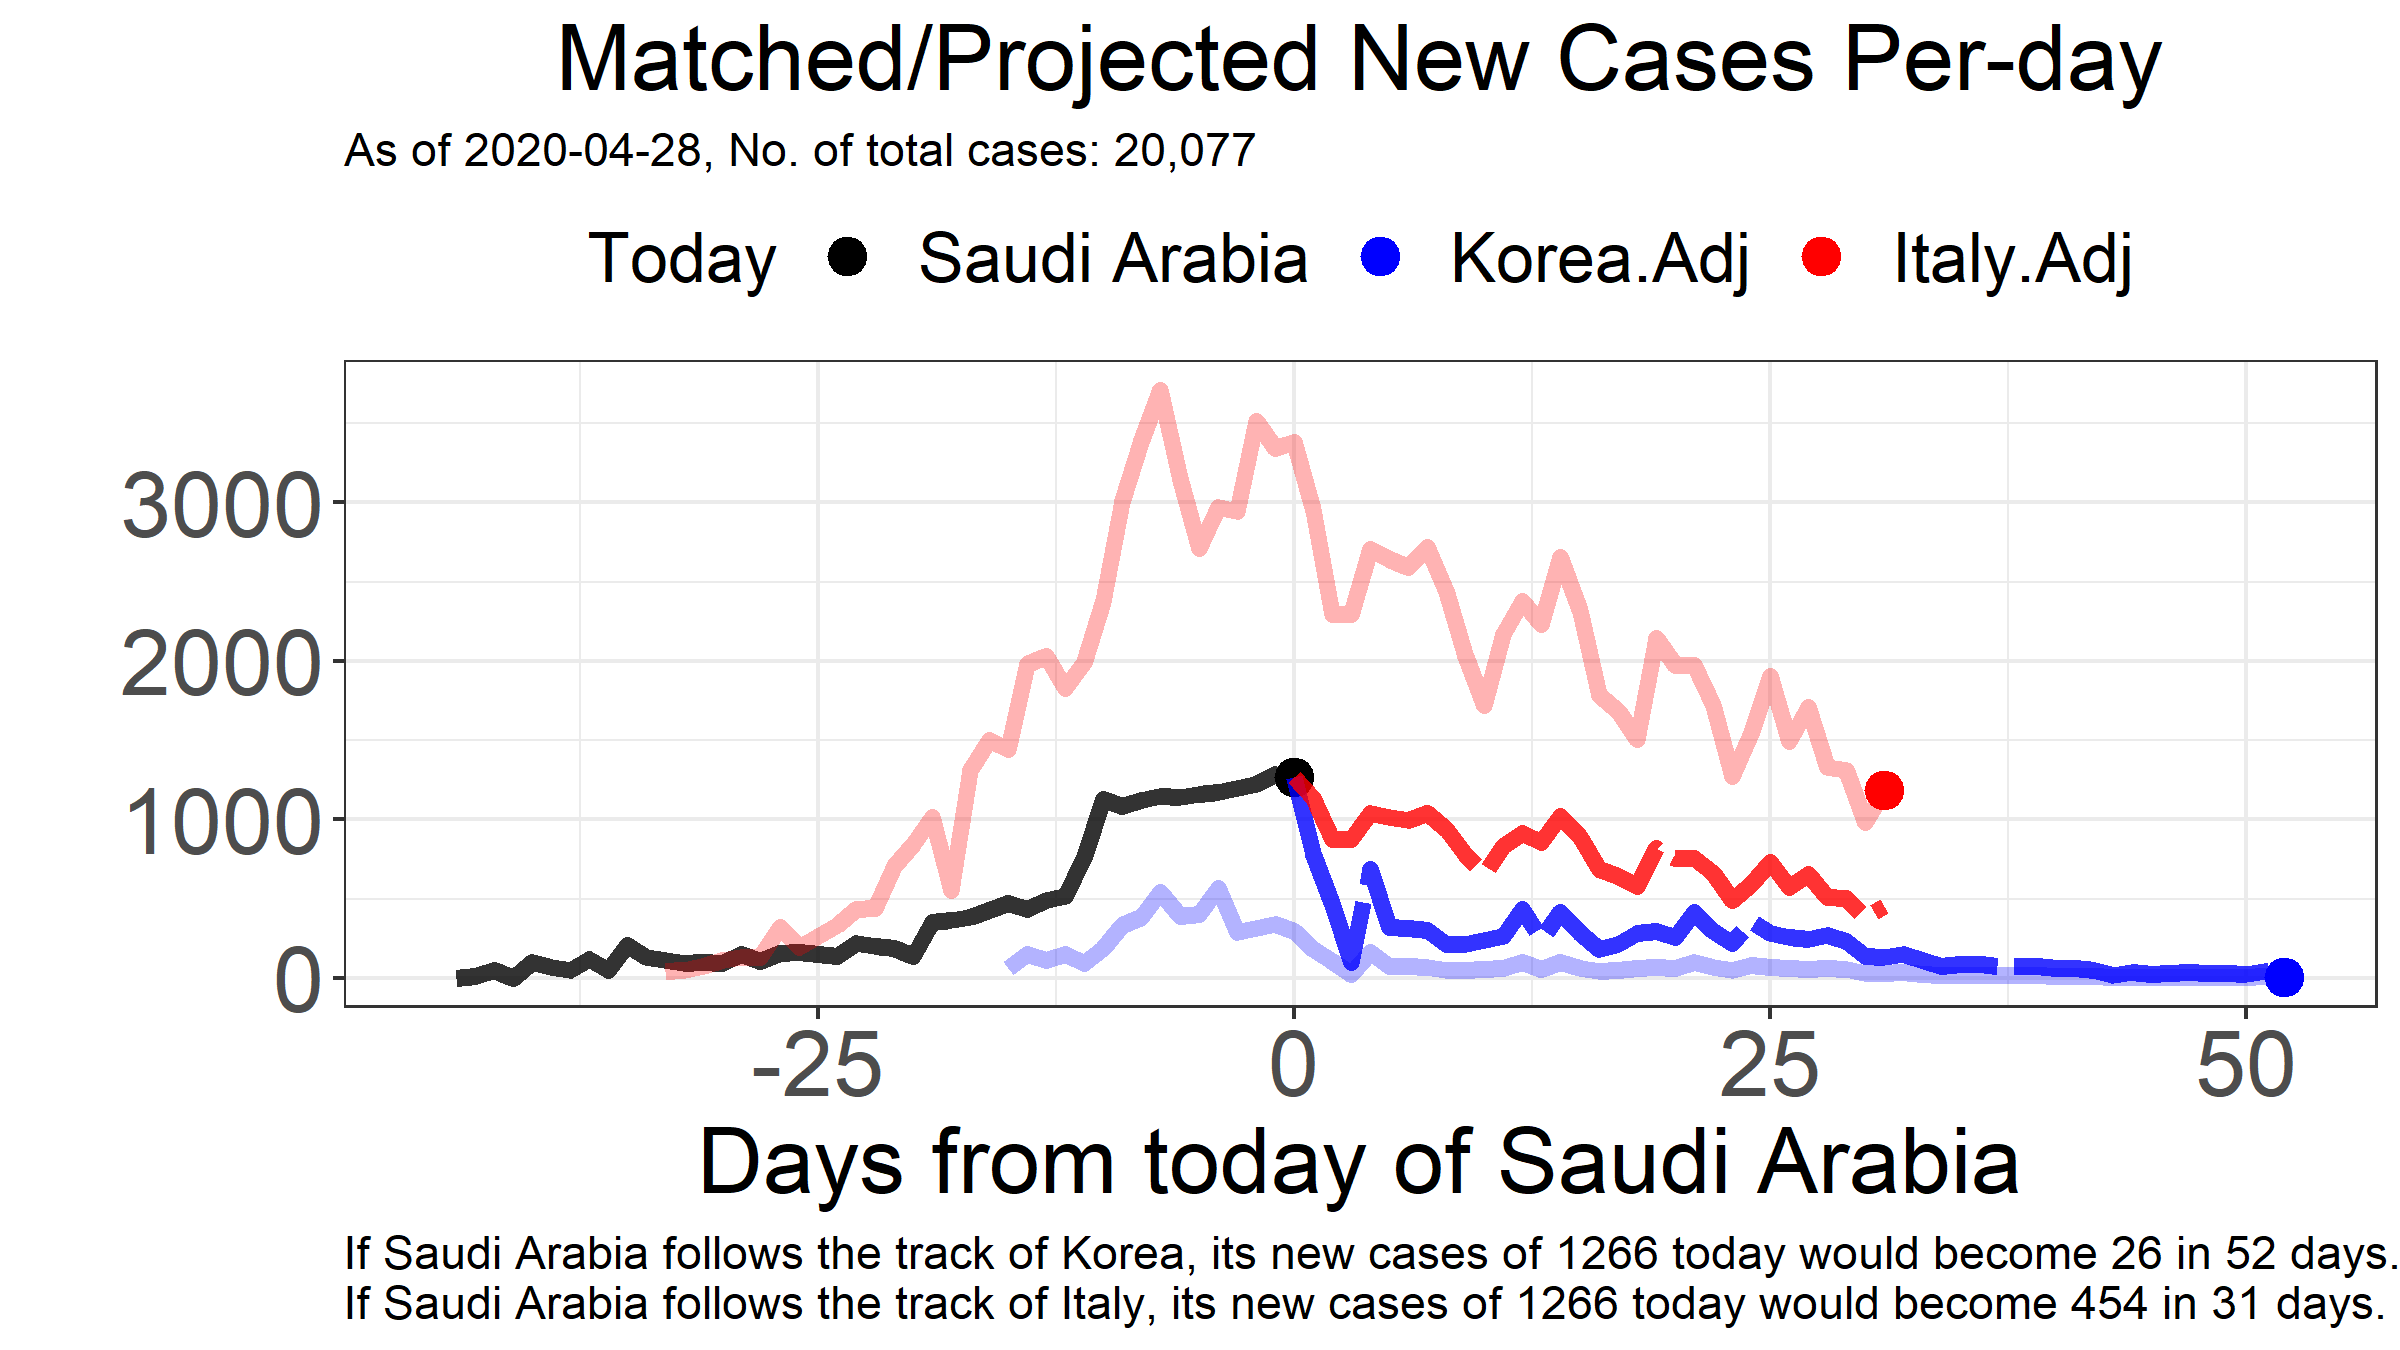 Matched/Projected New Cases Per-day
As of 2020-04-28, No. of total cases: 20,077
Today Saudi Arabia Korea.Adj Italy.Adj
3000
2000
1000
0
-25 0 25 50
Days from today of Saudi Arabia
If Saudi Arabia follows the track of Korea, its new cases of 1266 today would become 26 in 52 days.
If Saudi Arabia follows the track of Italy, its new cases of 1266 today would become 454 in 31 days.